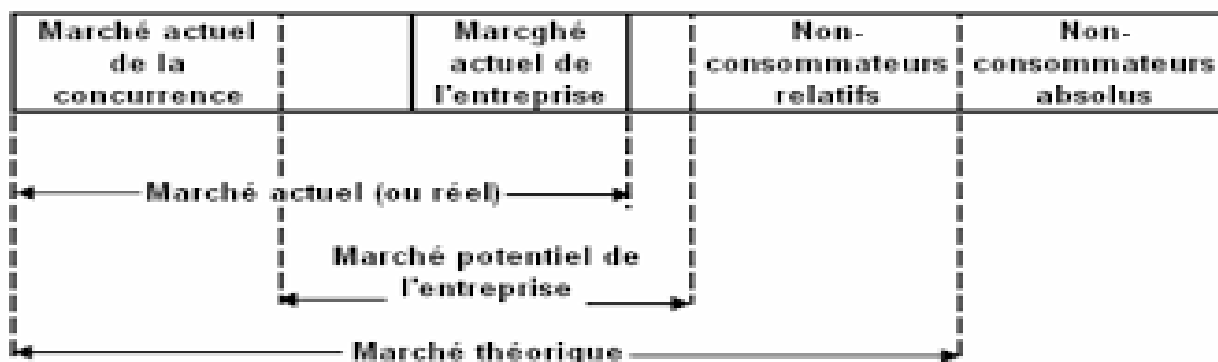 Marché actuel
de la
concurrence
Marcghé
actuel de
l'entreprise
Non-
consommateurs
relatifs
Non-
consommateurs
absolus
Marché actuel (ou réel)
Marché potentiel de
l'entreprise
Marché théorique